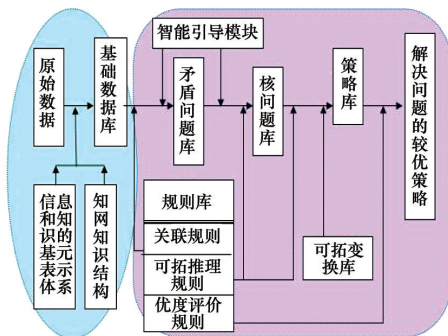 智能引导模块
原始数据
基础数据库
矛盾问题库
核问题库
策略库
解决问题的较优策略
信息和知识的基元表示体系
知网知识结构
规则库
关联规则
可拓推理
规则
优度评价
规则
可拓变
换库